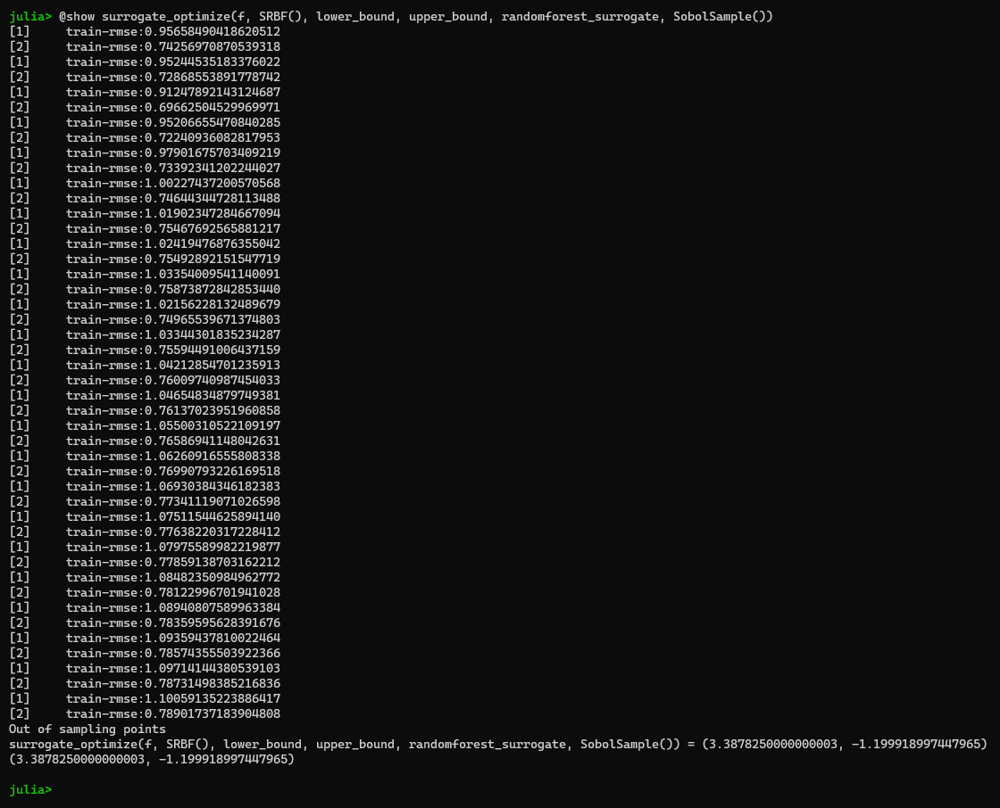 julia> @show surrogate_optimize(f, SRBF(), lower_bound, upper_bound, randomforest_surrogate, SobolSample())
[1]     train-rmse:0.95658490418620512
[2]     train-rmse:0.74256970870539318
[1]     train-rmse:0.95244535183376022
[2]     train-rmse:0.72868553891778742
[1]     train-rmse:0.91247892143124687
[2]     train-rmse:0.69662504529969971
[1]     train-rmse:0.95206655470840285
[2]     train-rmse:0.72240936082817953
[1]     train-rmse:0.97901675703409219
[2]     train-rmse:0.73392341202244027
[1]     train-rmse:1.00227437200570568
[2]     train-rmse:0.74644344728113488
[1]     train-rmse:1.01902347284667094
[2]     train-rmse:0.75467692565881217
[1]     train-rmse:1.02419476876355042
[2]     train-rmse:0.75492892151547719
[1]     train-rmse:1.03354009541140091
[2]     train-rmse:0.75873872842853440
[1]     train-rmse:1.02156228132489679
[2]     train-rmse:0.74965539671374803
[1]     train-rmse:1.03344301835234287
[2]     train-rmse:0.75594491006437159
[1]     train-rmse:1.04212854701235913
[2]     train-rmse:0.76009740987454033
[1]     train-rmse:1.04654834879749381
[2]     train-rmse:0.76137023951960858
[1]     train-rmse:1.05500310522109197
[2]     train-rmse:0.76586941148042631
[1]     train-rmse:1.06260916555808338
[2]     train-rmse:0.76990793226169518
[1]     train-rmse:1.06930384346182383
[2]     train-rmse:0.77341119071026598
[1]     train-rmse:1.07511544625894140
[2]     train-rmse:0.77638220317228412
[1]     train-rmse:1.07975589982219877
[2]     train-rmse:0.77859138703162212
[1]     train-rmse:1.08482350984962772
[2]     train-rmse:0.78122996701941028
[1]     train-rmse:1.08940807589963384
[2]     train-rmse:0.78359595628391676
[1]     train-rmse:1.09359437810022464
[2]     train-rmse:0.78574355503922366
[1]     train-rmse:1.09714144380539103
[2]     train-rmse:0.78731498385216836
[1]     train-rmse:1.10059135223886417
[2]     train-rmse:0.78901737183904808
Out of sampling points
surrogate_optimize(f, SRBF(), lower_bound, upper_bound, randomforest_surrogate, SobolSample()) = (3.3878250000000003, -1.199918997447965)
(3.3878250000000003, -1.199918997447965)
julia>